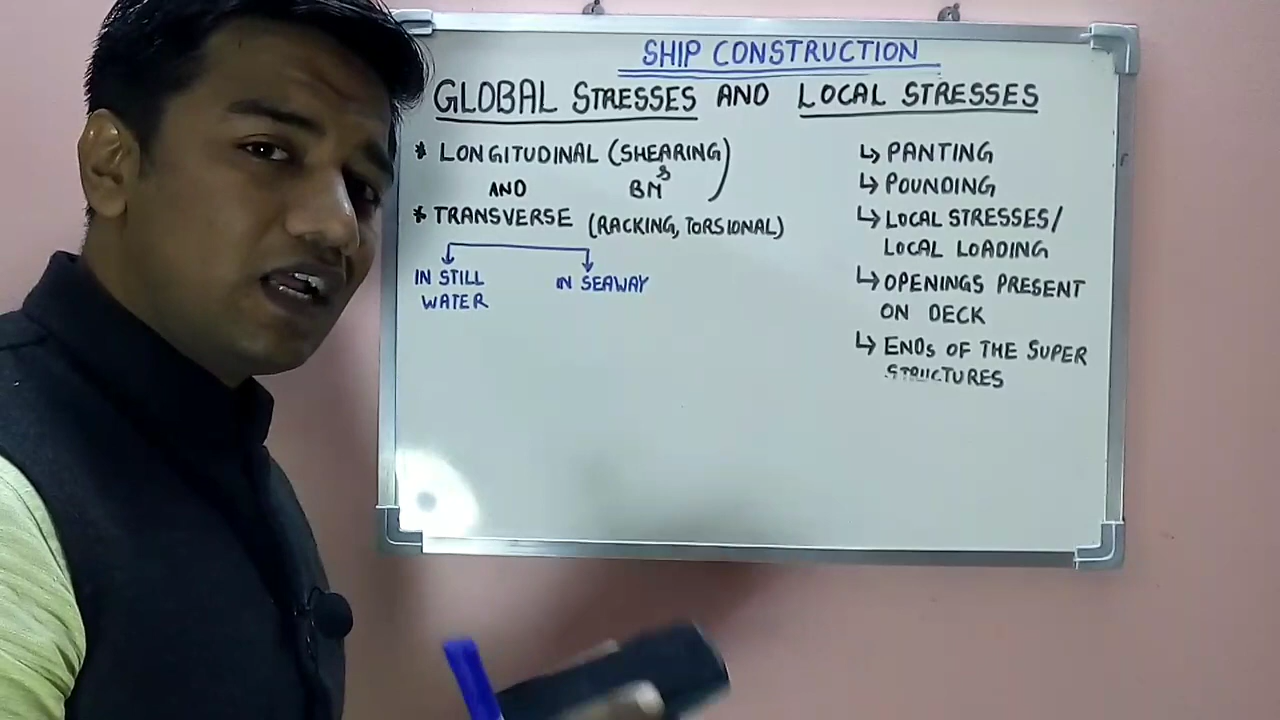 SHIP CONSTRUCTION
GLOBAL STRESSES AND LOCAL STRESSES
* LONGITUDINAL (SHEARING
AND & BM)
* TRANSVERSE (RACKING, TORSIONAL)
IN STILL WATER
IN SEAWAY
↳ PANTING
↳ POUNDING
↳ LOCAL STRESSES/
LOCAL LOADING
↳ OPENINGS PRESENT
ON DECK
↳ ENDS OF THE SUPER
STRUCTURES